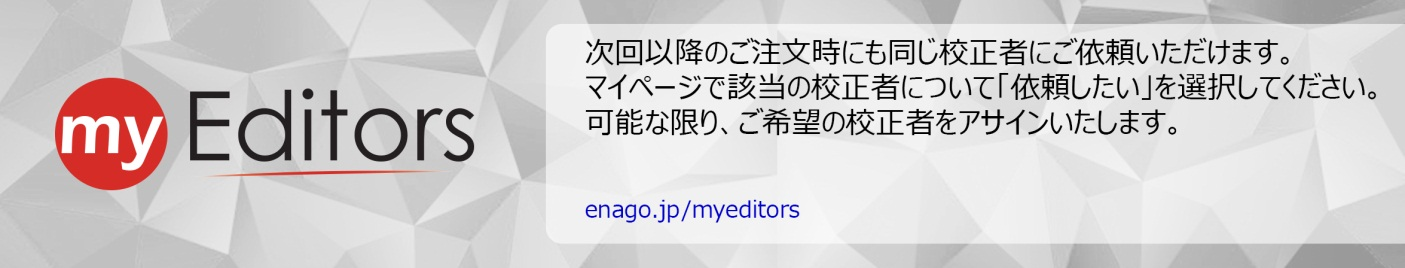 my Editors
次回以降のご注文時にも同じ校正者にご依頼いただけます。
マイページで該当の校正者について「依頼したい」を選択してください。
可能な限り、ご希望の校正者をアサインいたします。
enago.jp/myeditors